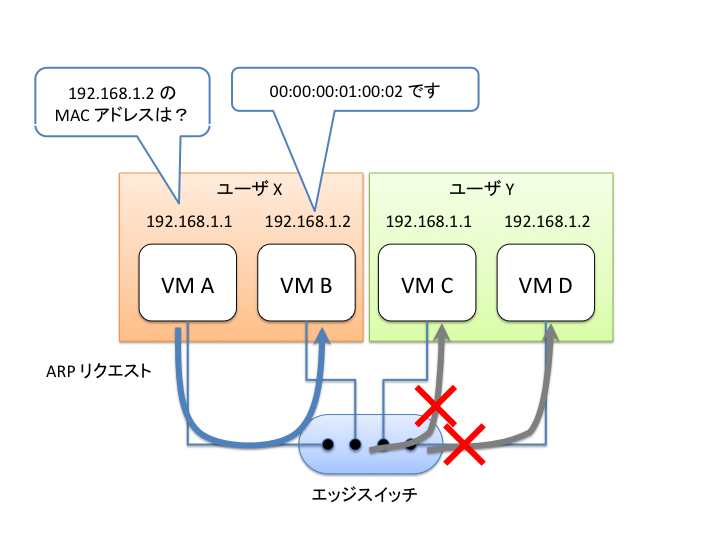 192.168.1.2 の
MAC アドレスは？
00:00:00:01:00:02 です
ユーザ X
ユーザ Y
192.168.1.1
192.168.1.2
192.168.1.1
192.168.1.2
VM A
VM B
VM C
VM D
ARP リクエスト
エッジスイッチ